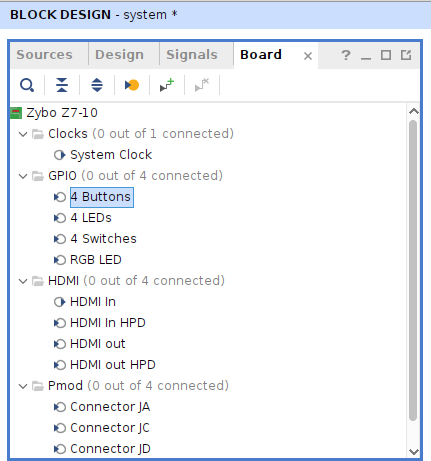 BLOCK DESIGN - system *
Sources Design Signals Board × ? _
Zybo Z7-10
Clocks (0 out of 1 connected)
System Clock
GPIO (0 out of 4 connected)
4 Buttons
4 LEDs
4 Switches
RGB LED
HDMI (0 out of 4 connected)
HDMI In
HDMI In HPD
HDMI out
HDMI out HPD
Pmod (0 out of 4 connected)
Connector JA
Connector JC
Connector JD